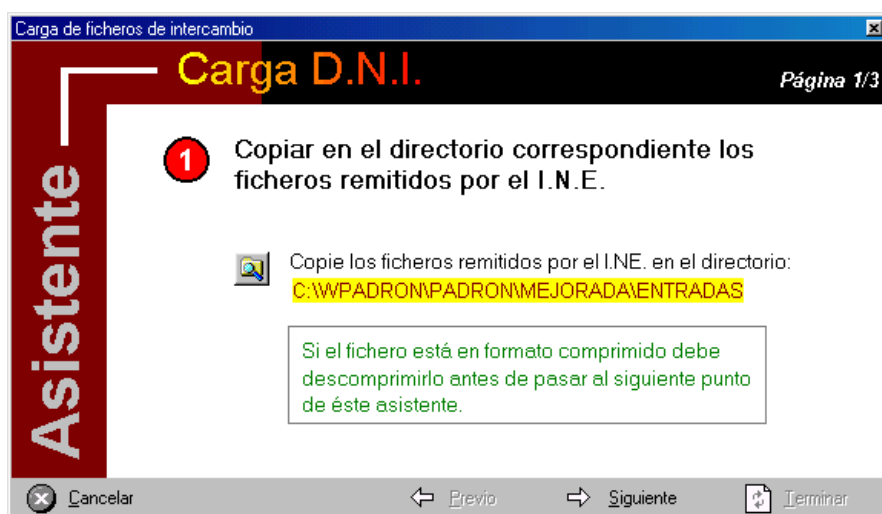 Carga de ficheros de intercambio
Carga D.N.I.
Página 1/3
Asistente
1
Copiar en el directorio correspondiente los
ficheros remitidos por el I.N.E.
Copie los ficheros remitidos por el I.NE. en el directorio:
C:\WPADRON\PADRON\MEJORADA\ENTRADAS
Si el fichero está en formato comprimido debe
descomprimirlo antes de pasar al siguiente punto
de éste asistente.
Cancelar
Previo
Siguiente
Terminar